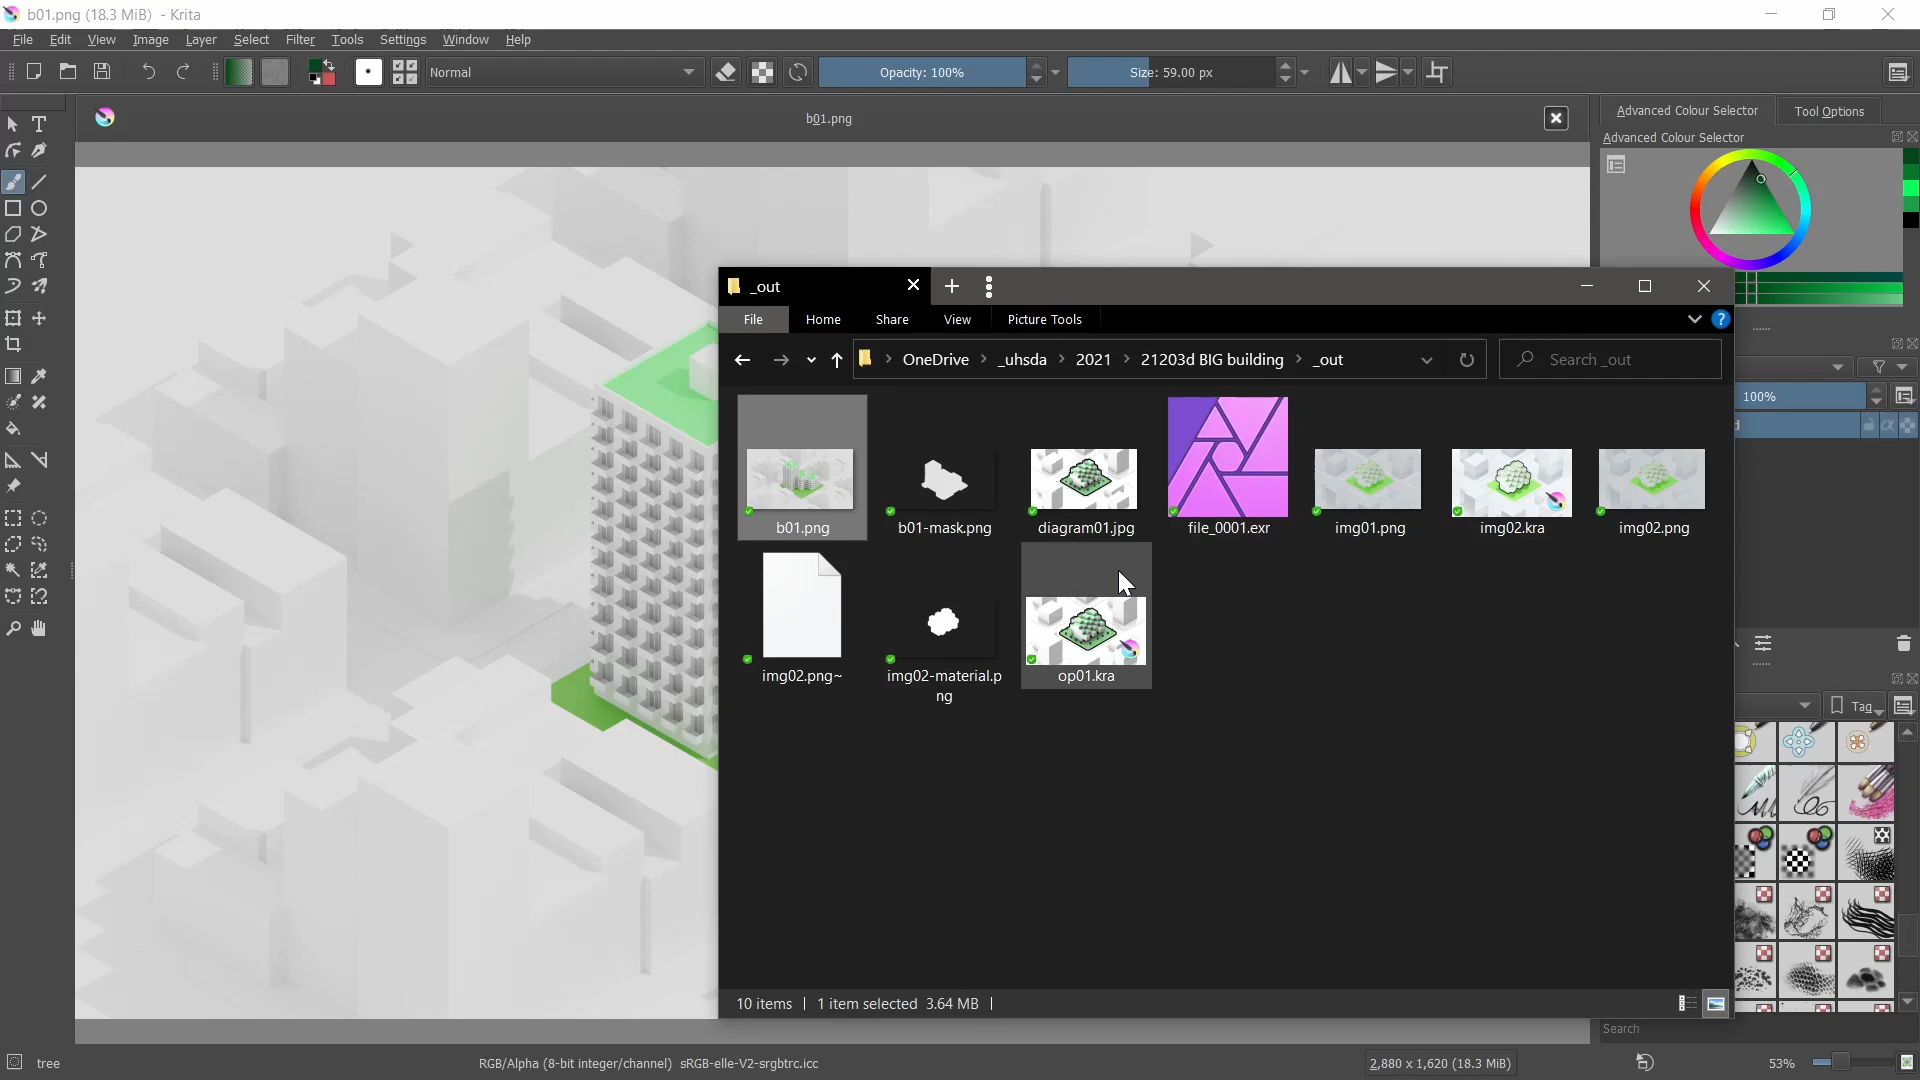 b01.png (18.3 MiB) - Krita
File Edit View Image Layer Select Filter Tools Settings Window Help
Normal Opacity: 100% Size: 59.00 px
b01.png
Advanced Colour Selector Tool Options
Advanced Colour Selector
_out
File Home Share View Picture Tools
OneDrive _uhsda 2021 21203d BIG building _out Search _out
100%
b01.png b01-mask.png diagram01.jpg file_0001.exr img01.png img02.kra img02.png
img02.png~ img02-material.p op01.kra
ng
Tag
10 items 1 item selected 3.64 MB
Search
tree RGB/Alpha (8-bit integer/channel) sRGB-elle-V2-srgbtrc.icc 2,880 x 1,620 (18.3 MiB) 53%